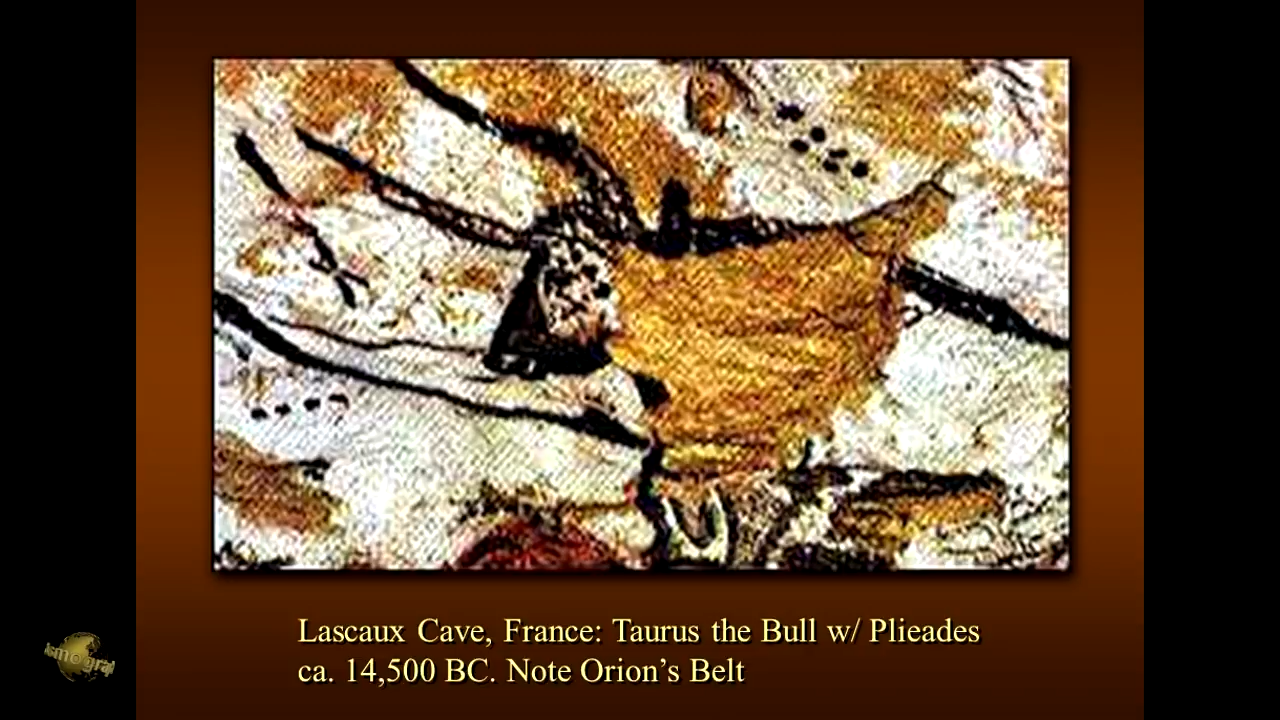 Lascaux Cave, France: Taurus the Bull w/ Plieades
ca. 14,500 BC. Note Orion’s Belt